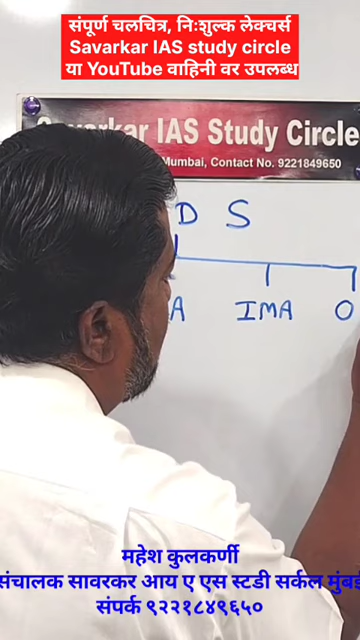 संपूर्ण चलचित्र, निःशुल्क लेक्चर्स
Savarkar IAS study circle
या YouTube वाहिनी वर उपलब्ध
Savarkar IAS Study Circle
Mumbai, Contact No. 9221849650
D S
A IMA O
महेश कुलकर्णी
संचालक सावरकर आय ए एस स्टडी सर्कल मुंबई
संपर्क ९२२१८४९६५०